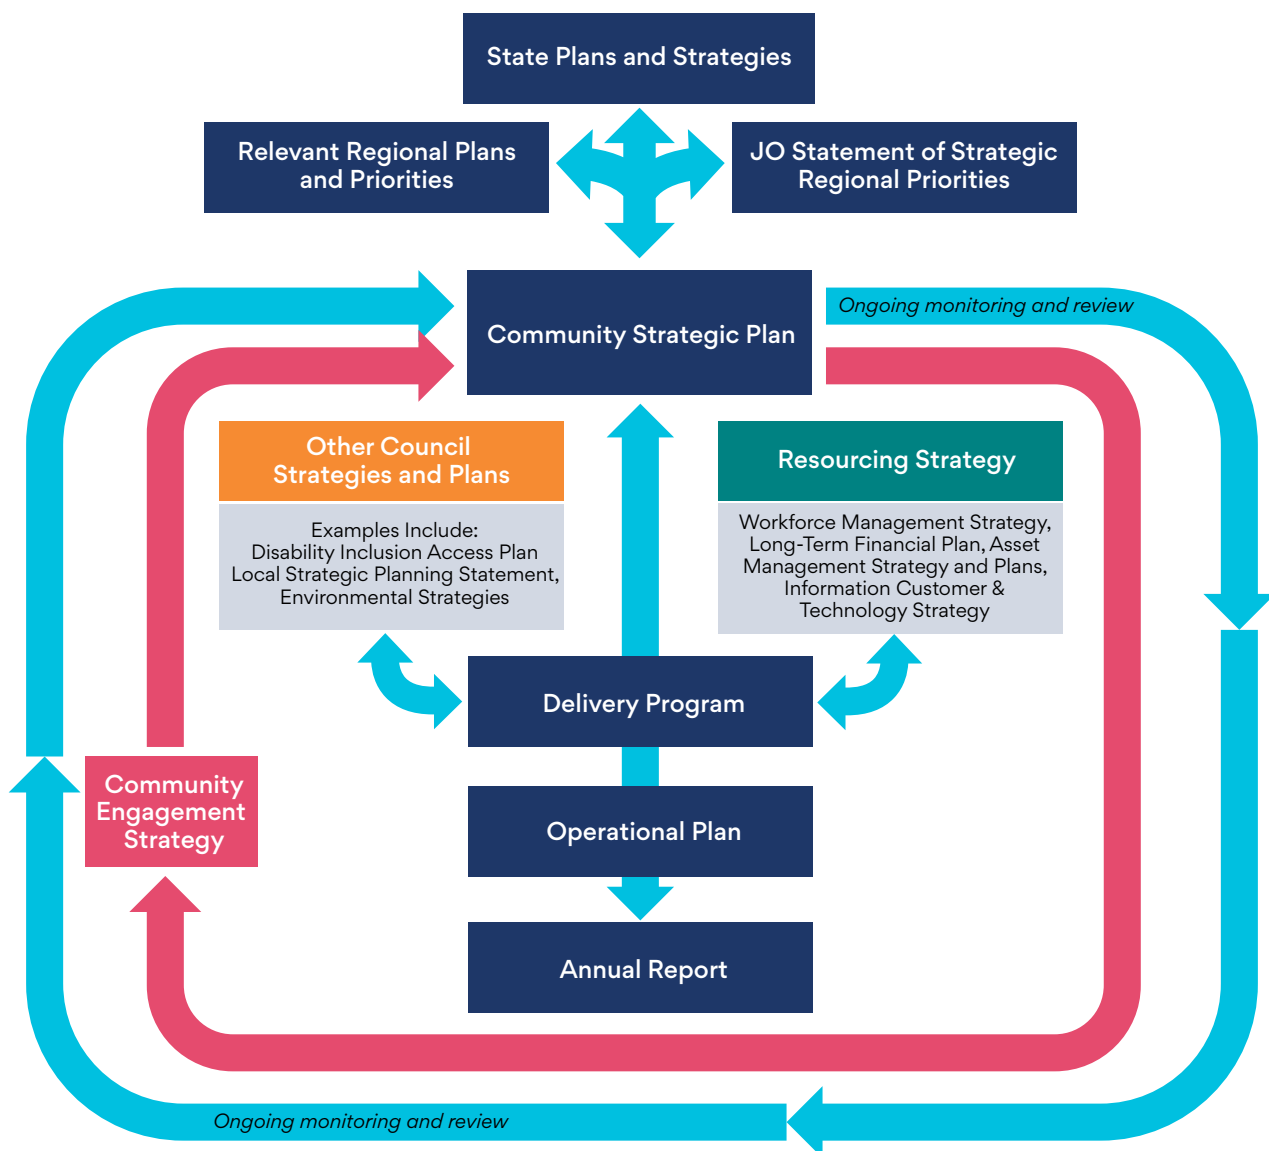 State Plans and Strategies
Relevant Regional Plans
and Priorities
JO Statement of Strategic
Regional Priorities
Community Strategic Plan
Ongoing monitoring and review
Other Council
Strategies and Plans
Examples Include:
Disability Inclusion Access Plan
Local Strategic Planning Statement,
Environmental Strategies
Resourcing Strategy
Workforce Management Strategy,
Long-Term Financial Plan, Asset
Management Strategy and Plans,
Information Customer &
Technology Strategy
Delivery Program
Community
Engagement
Strategy
Operational Plan
Annual Report
Ongoing monitoring and review